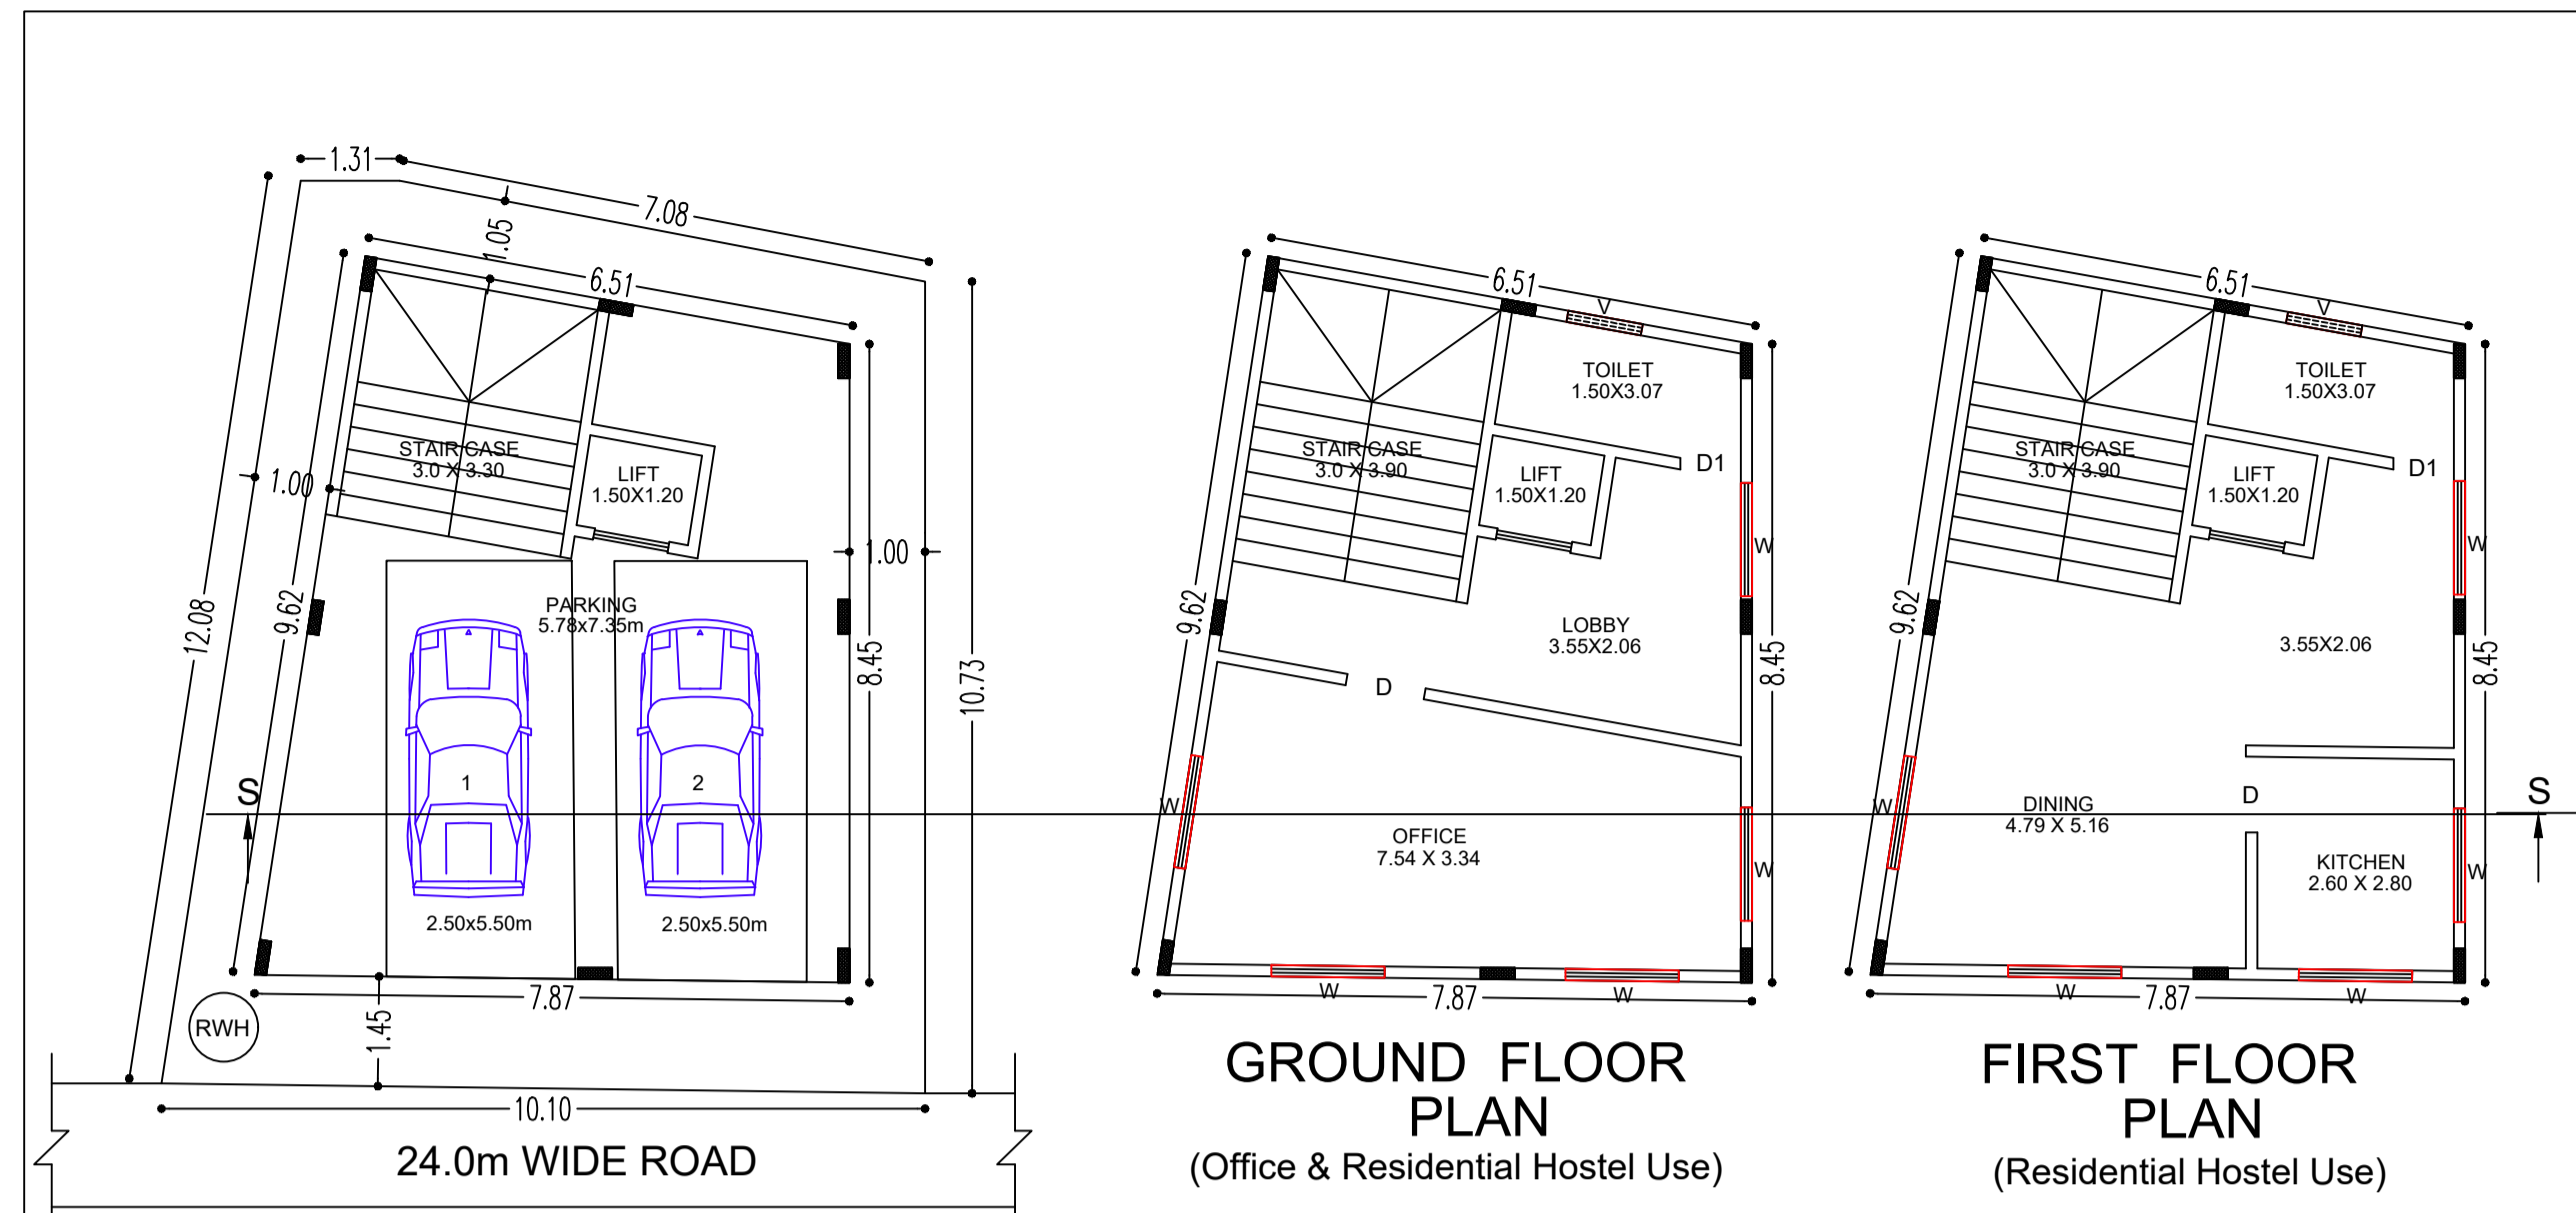 1.31
7.08
1.05
6.51
STAIR CASE
3.0 X 3.30
LIFT
1.50X1.20
1.00
1.00
12.08
9.62
PARKING
5.78x7.35m
8.45
10.73
1
2
S
2.50x5.50m
2.50x5.50m
7.87
RWH
1.45
10.10
24.0m WIDE ROAD
6.51
V
TOILET
1.50X3.07
STAIR CASE
3.0 X 3.90
LIFT
1.50X1.20
D1
W
9.62
LOBBY
3.55X2.06
8.45
D
W
OFFICE
7.54 X 3.34
W
W
7.87
W
GROUND FLOOR
PLAN
(Office & Residential Hostel Use)
6.51
V
TOILET
1.50X3.07
STAIR CASE
3.0 X 3.90
LIFT
1.50X1.20
D1
W
9.62
3.55X2.06
8.45
W
DINING
4.79 X 5.16
D
S
KITCHEN
2.60 X 2.80
W
W
7.87
W
FIRST FLOOR
PLAN
(Residential Hostel Use)